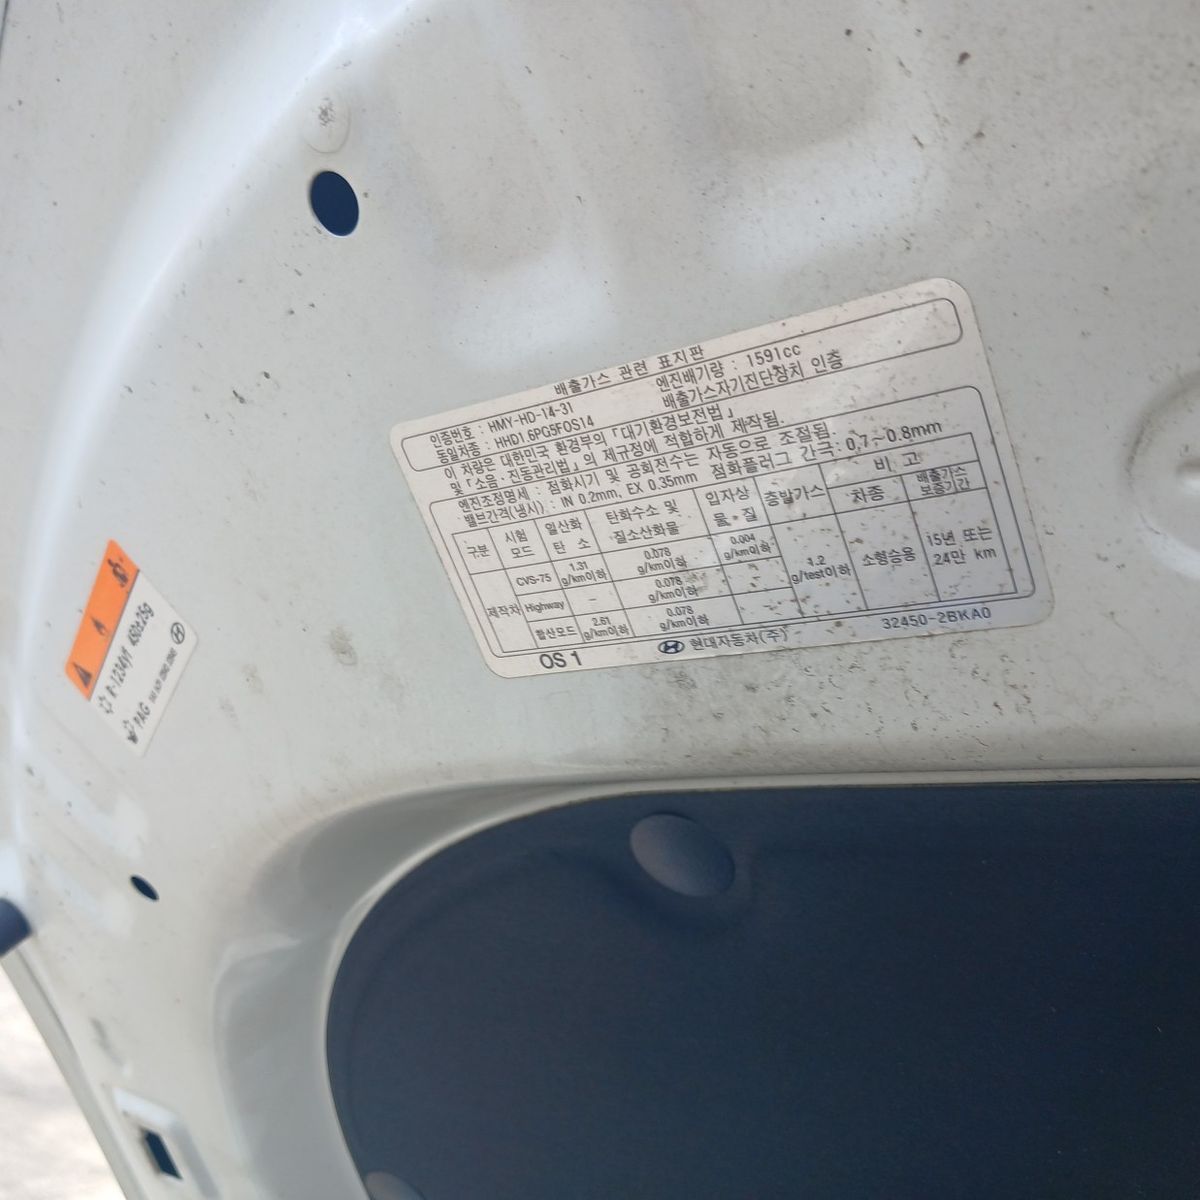 배출가스 관련 표지판
인증번호 : HMY-HD-14-31 엔진배기량 : 1591cc
동일차종 : HHD1.6PG5FOS14 배출가스자기진단장치 인증
이 차량은 대한민국 환경부의 「대기환경보전법」
및 「소음·진동관리법」의 제규정에 적합하게 제작됨.
엔진조정명세 : 점화시기 및 공회전수는 자동으로 조절됨.
밸브간격(냉시) : IN 0.2mm, EX 0.35mm 점화플러그 간극 : 0.7~0.8mm
구분 시험모드 일산화탄소 탄화수소 및 질소산화물 입자상물질 증발가스 비고
차종 배출가스 보증기간
제작차 CVS-75 1.31 g/km이하 0.078 g/km이하 0.004 g/km이하 1.2 g/test이하 소형승용 15년 또는 24만 km
Highway - 0.078 g/km이하 -
합산모드 2.61 g/km이하 0.078 g/km이하 -
OS 1 현대자동차(주) 32450-2BKA0
R-1234yf 450±25g
PAG